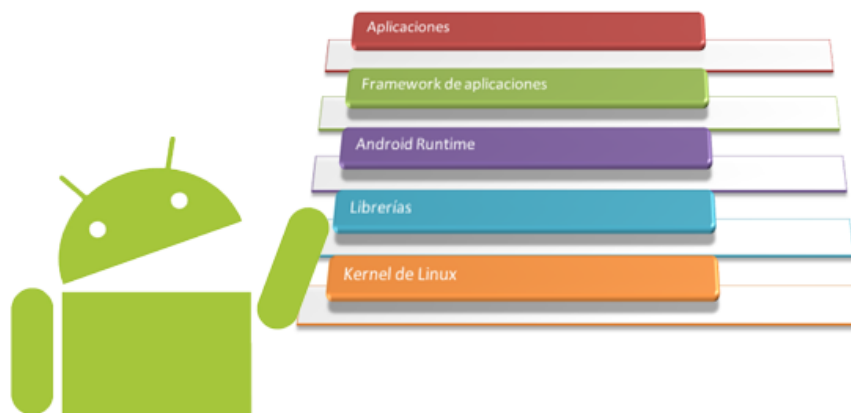 Aplicaciones
Framework de aplicaciones
Android Runtime
Librerías
Kernel de Linux